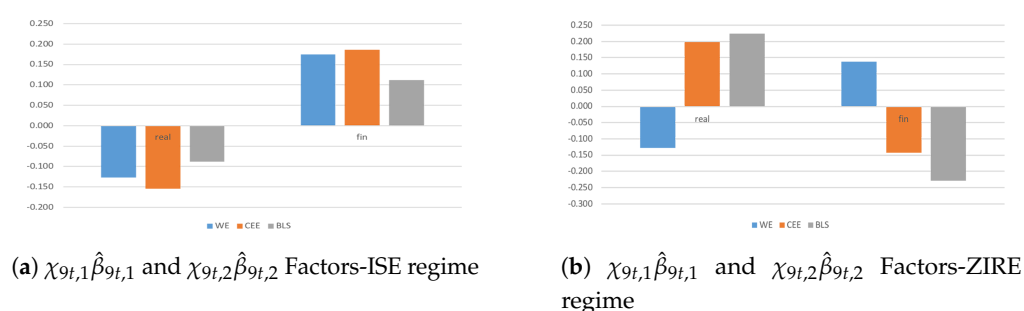 0.250
0.200
0.150
0.100
0.050
0.000
-0.050
-0.100
-0.150
-0.200
real
fin
WE CEE BLS
(a) χ9t,1β̂9t,1 and χ9t,2β̂9t,2 Factors-ISE regime
0.250
0.200
0.150
0.100
0.050
0.000
-0.050
-0.100
-0.150
-0.200
-0.250
-0.300
real
fin
WE CEE BLS
(b) χ9t,1β̂9t,1 and χ9t,2β̂9t,2 Factors-ZIRE
regime